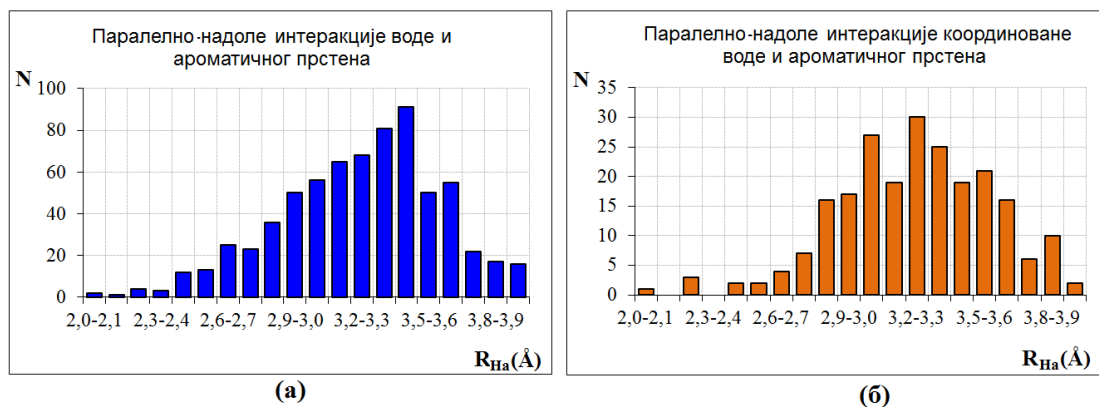 Паралелно-надоле интеракције воде и
ароматичног прстена
N
100
80
60
40
20
0
2,0-2,1 2,3-2,4 2,6-2,7 2,9-3,0 3,2-3,3 3,5-3,6 3,8-3,9
RHa(Å)
(а)
Паралелно-надоле интеракције координоване
воде и ароматичног прстена
N
35
30
25
20
15
10
5
0
2,0-2,1 2,3-2,4 2,6-2,7 2,9-3,0 3,2-3,3 3,5-3,6 3,8-3,9
RHa(Å)
(б)